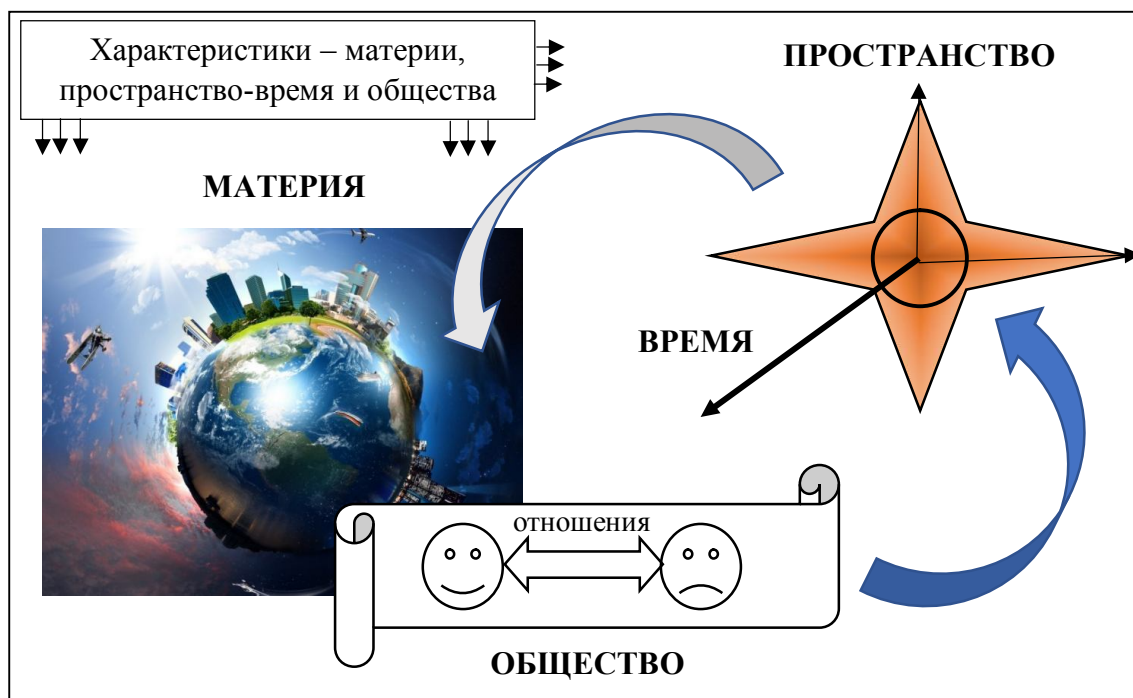 Характеристики – материи,
пространство-время и общества
ПРОСТРАНСТВО
МАТЕРИЯ
ВРЕМЯ
отношения
ОБЩЕСТВО